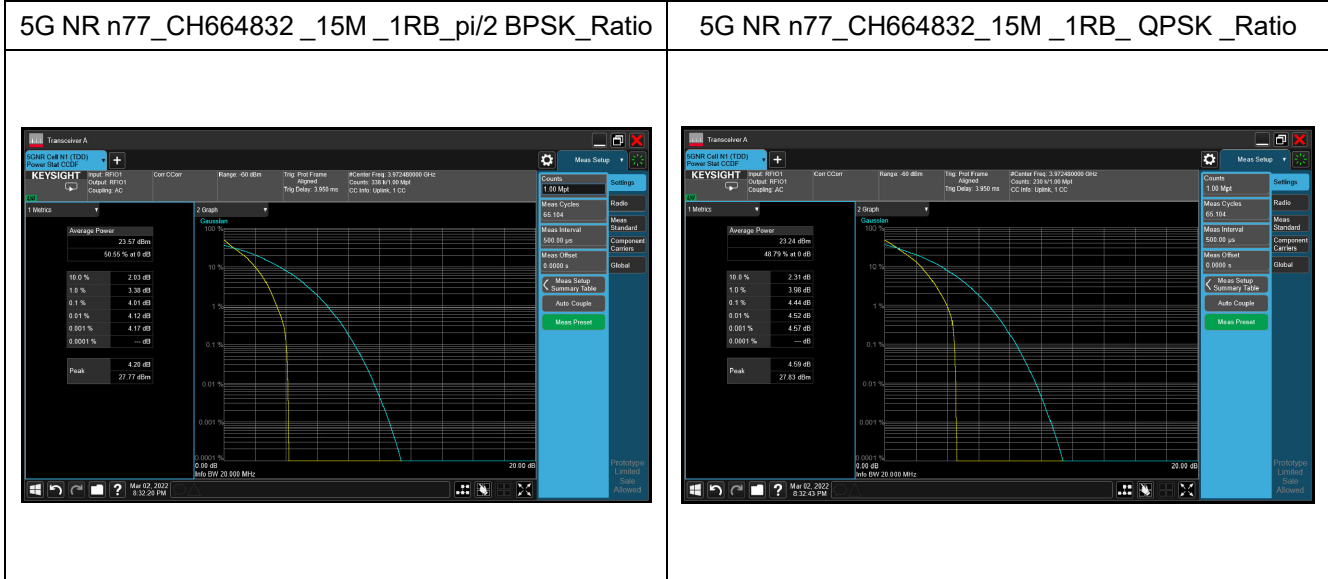 5G NR n77_CH664832 _15M _1RB_pi/2 BPSK_Ratio
Transceiver A
5GNR Cell N1 (TDD)
Power Stat CCDF
+
Meas Setup
KEYSIGHT
Input: RFIO1
Output: RFIO1
Coupling: AC
Corr CCorr
Range: -60 dBm
Trig: Prot Frame
Aligned
Trig Delay: 3.950 ms
#Center Freq: 3.972480000 GHz
Counts: 338 k/1.00 Mpt
CC Info: Uplink, 1 CC
1 Metrics
Average Power
23.57 dBm
50.55 % at 0 dB
10.0 % 2.03 dB
1.0 % 3.38 dB
0.1 % 4.01 dB
0.01 % 4.12 dB
0.001 % 4.17 dB
0.0001 % --- dB
Peak
4.20 dB
27.77 dBm
2 Graph
Gaussian
100 %
10 %
1 %
0.1 %
0.01 %
0.001 %
0.0001 %
0.00 dB
20.00 dB
Info BW 20.000 MHz
Counts
1.00 Mpt
Meas Cycles
65.104
Meas Interval
500.00 µs
Meas Offset
0.0000 s
Meas Setup
Summary Table
Auto Couple
Meas Preset
Settings
Radio
Meas
Standard
Component
Carriers
Global
Prototype
Limited
Sale
Allowed
?
Mar 02, 2022
8:32:20 PM
5G NR n77_CH664832_15M _1RB_ QPSK _Ratio
Transceiver A
5GNR Cell N1 (TDD)
Power Stat CCDF
+
Meas Setup
KEYSIGHT
Input: RFIO1
Output: RFIO1
Coupling: AC
Corr CCorr
Range: -60 dBm
Trig: Prot Frame
Aligned
Trig Delay: 3.950 ms
#Center Freq: 3.972480000 GHz
Counts: 230 k/1.00 Mpt
CC Info: Uplink, 1 CC
1 Metrics
Average Power
23.24 dBm
48.79 % at 0 dB
10.0 % 2.31 dB
1.0 % 3.98 dB
0.1 % 4.44 dB
0.01 % 4.52 dB
0.001 % 4.57 dB
0.0001 % --- dB
Peak
4.59 dB
27.83 dBm
2 Graph
Gaussian
100 %
10 %
1 %
0.1 %
0.01 %
0.001 %
0.0001 %
0.00 dB
20.00 dB
Info BW 20.000 MHz
Counts
1.00 Mpt
Meas Cycles
65.104
Meas Interval
500.00 µs
Meas Offset
0.0000 s
Meas Setup
Summary Table
Auto Couple
Meas Preset
Settings
Radio
Meas
Standard
Component
Carriers
Global
Prototype
Limited
Sale
Allowed
?
Mar 02, 2022
8:32:43 PM